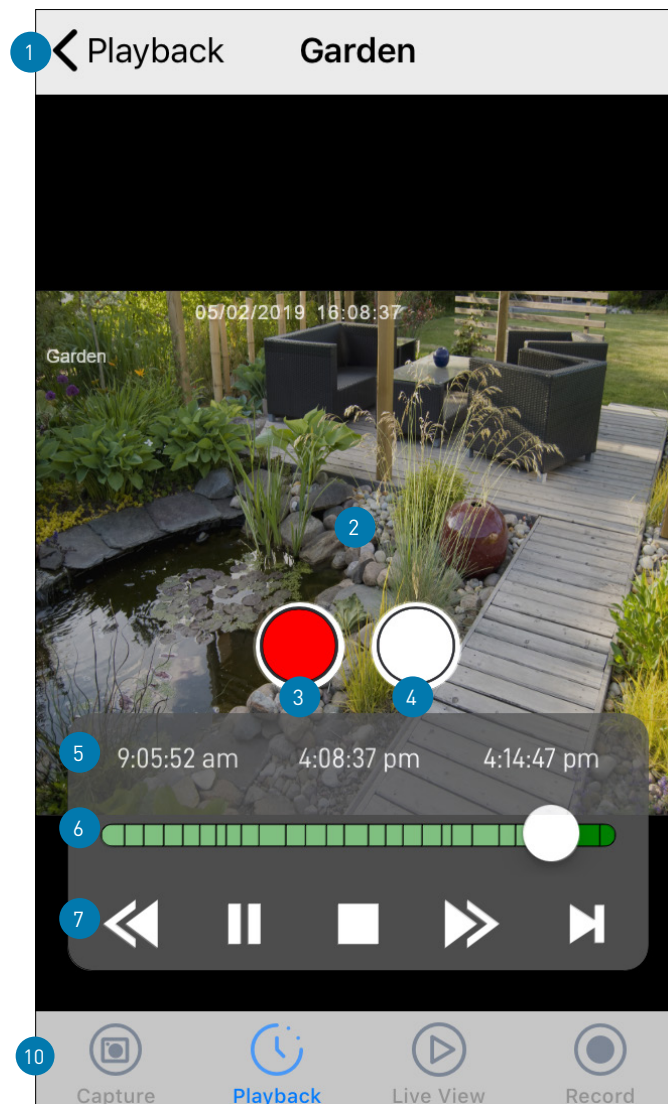 1 Playback Garden
05/02/2019 16:08:37
Garden
2
3 4
5 9:05:52 am 4:08:37 pm 4:14:47 pm
6
7
10
Capture Playback Live View Record